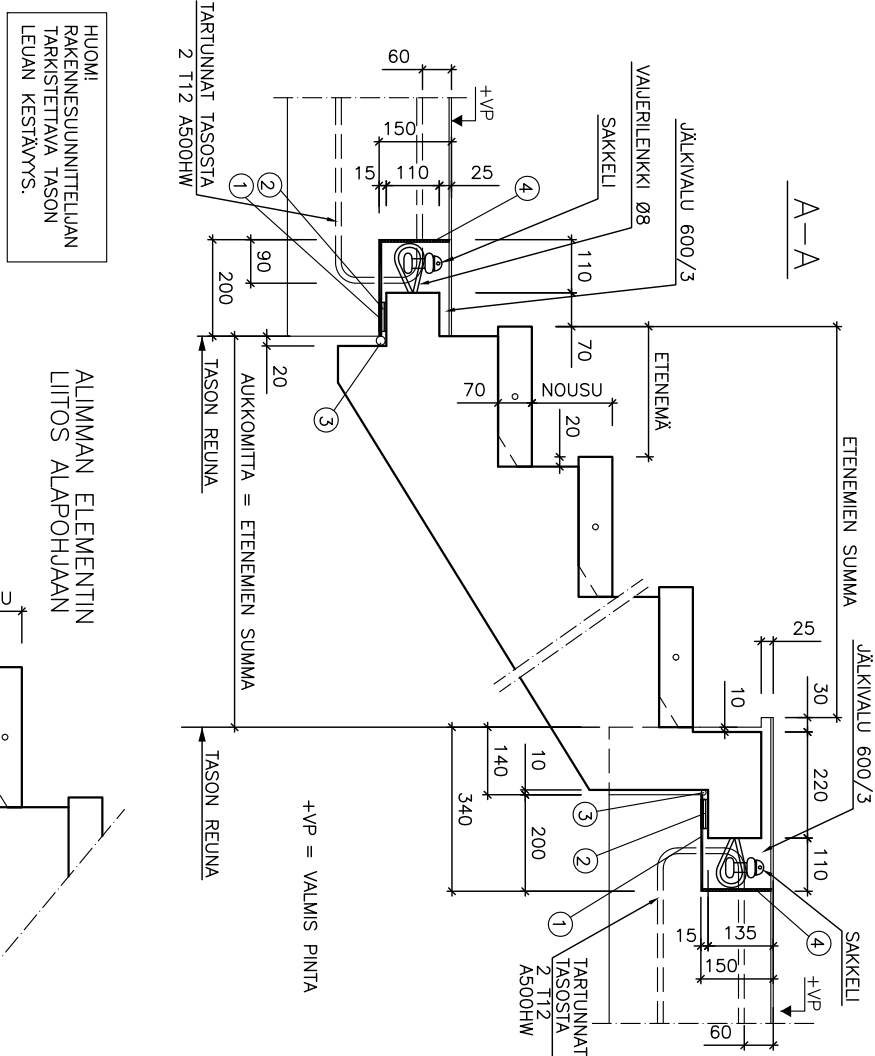 A–A
JÄLKIVALU 600/3
VAIJERILENKKI Ø8
SAKKELI
+VP
60
150
15
110
25
4
TARTUNNAT TASOSTA
2 T12 A500HW
1
2
90
200
20
3
110
70
ETENEMÄ
ETENEMIEN SUMMA
70
NOUSU
20
TASON REUNA
AUKKOMITTA = ETENEMIEN SUMMA
25
30
JÄLKIVALU 600/3
10
220
110
SAKKELI
4
+VP
15
135
150
60
10
140
200
340
3
2
1
TARTUNNAT
TASOSTA
2 T12
A500HW
TASON REUNA
+VP = VALMIS PINTA
ALIMMAN ELEMENTIN
LIITOS ALAPOHJAAN
HUOM!
RAKENNESUUNNITTELIJAN
TARKISTETTAVA TASON
LEUAN KESTÄVYYS.